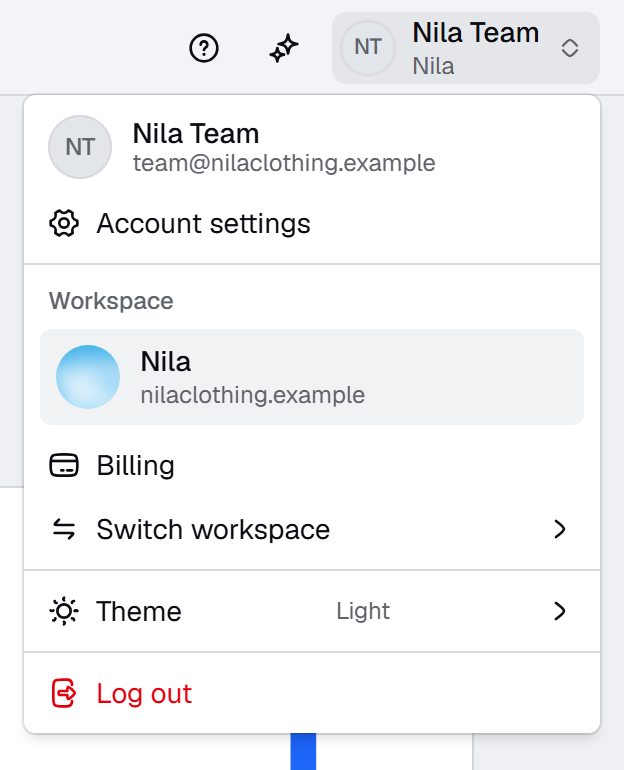 NT
Nila Team
Nila
NT
Nila Team
team@nilaclothing.example
Account settings
Workspace
Nila
nilaclothing.example
Billing
Switch workspace
Theme Light
Log out